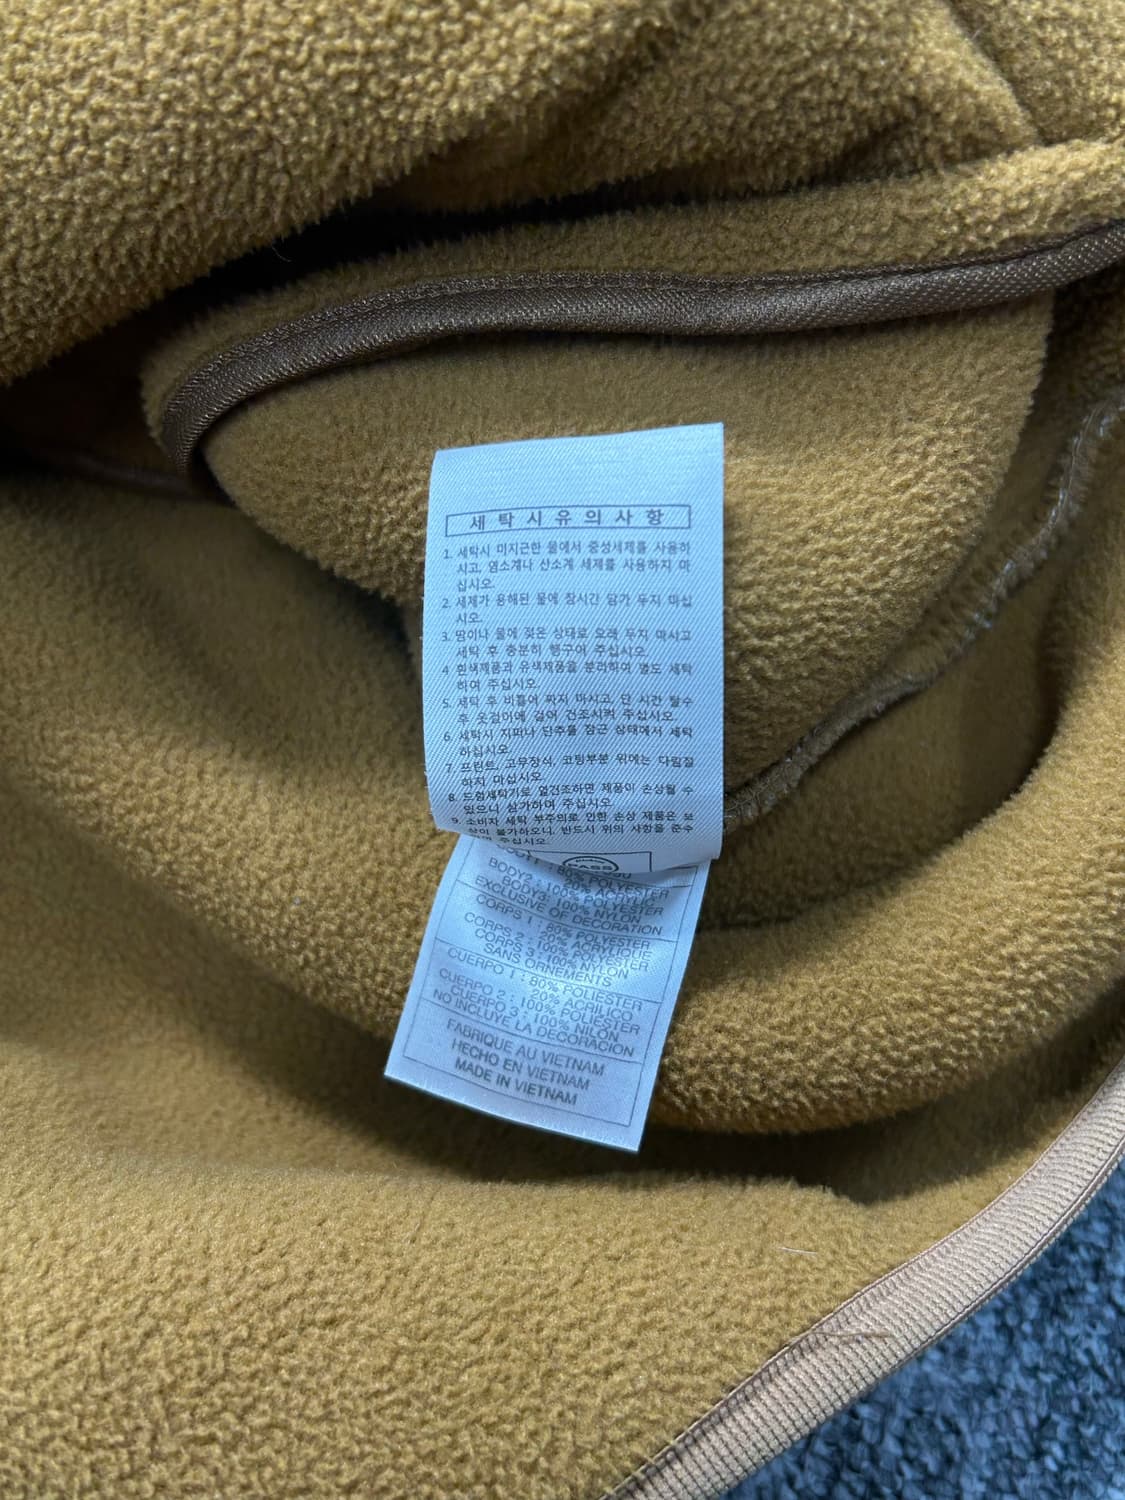 세탁시유의사항
1. 세탁시 미지근한 물에서 중성세제를 사용하
시고, 염소계나 산소계 세제를 사용하지 마
십시오.
2. 세제가 용해된 물에 장시간 담가 두지 마십
시오.
3. 땀이나 물에 젖은 상태로 오래 두지 마시고
세탁 후 충분히 헹구어 주십시오.
4 흰색제품과 유색제품을 분리하여 별도 세탁
하여 주십시오.
5. 세탁 후 비틀어 짜지 마시고, 단 시간 탈수
후 옷걸이에 걸어 건조시켜 주십시오.
6. 세탁시 지퍼나 단추를 잠근 상태에서 세탁
하십시오.
7. 프린트, 고무장식, 코팅부분 위에는 다림질
하지 마십시오.
8. 드럼세탁기로 열건조하면 제품이 손상될 수
있으니 삼가하여 주십시오.
9. 소비자 세탁 부주의로 인한 손상 제품은 보
상이 불가하오니, 반드시 위의 사항을 준수
하여 주십시오.
PASS
: 80% POLYESTER
20% ACRYLIC
BODY2 : 100% POLYESTER
BODY3: 100% NYLON
EXCLUSIVE OF DECORATION
CORPS 1 : 80% POLYESTER
20% ACRYLIQUE
CORPS 2 : 100% POLYESTER
CORPS 3 : 100% NYLON
SANS ORNEMENTS
CUERPO 1 : 80% POLIESTER
20% ACRILICO
CUERPO 2 : 100% POLIESTER
CUERPO 3 : 100% NILON
NO INCLUYE LA DECORACION
FABRIQUE AU VIETNAM
HECHO EN VIETNAM
MADE IN VIETNAM